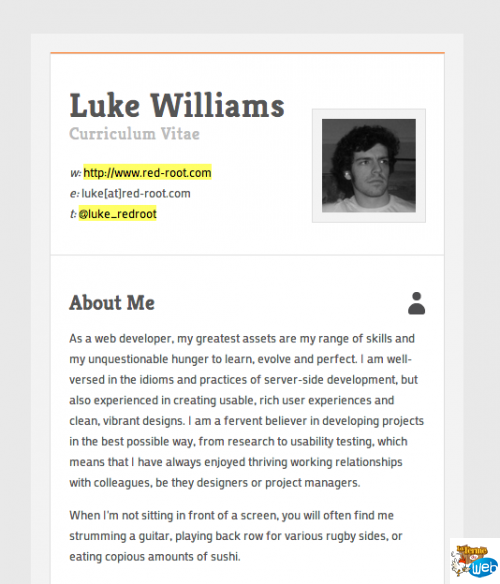 Luke Williams
Curriculum Vitae
w: http://www.red-root.com
e: luke[at]red-root.com
t: @luke_redroot
About Me
As a web developer, my greatest assets are my range of skills and
my unquestionable hunger to learn, evolve and perfect. I am well-
versed in the idioms and practices of server-side development, but
also experienced in creating usable, rich user experiences and
clean, vibrant designs. I am a fervent believer in developing projects
in the best possible way, from research to usability testing, which
means that I have always enjoyed thriving working relationships
with colleagues, be they designers or project managers.
When I'm not sitting in front of a screen, you will often find me
strumming a guitar, playing back row for various rugby sides, or
eating copious amounts of sushi.
la ferme
web